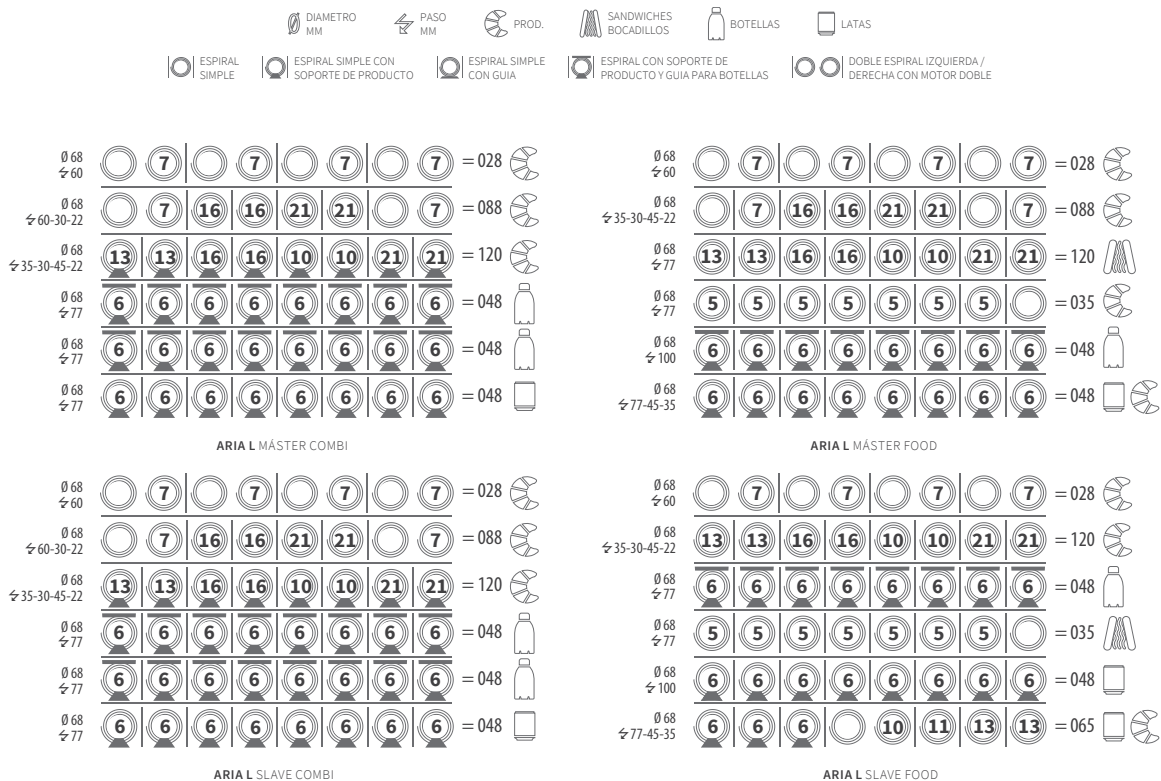 DIAMETRO
MM
PASO
MM
PROD.
SANDWICHES
BOCADILLOS
BOTELLAS
LATAS
ESPIRAL
SIMPLE
ESPIRAL SIMPLE CON
SOPORTE DE PRODUCTO
ESPIRAL SIMPLE
CON GUIA
ESPIRAL CON SOPORTE DE
PRODUCTO Y GUIA PARA BOTELLAS
DOBLE ESPIRAL IZQUIERDA /
DERECHA CON MOTOR DOBLE
Ø 68
60
7 7 7 7 = 028
Ø 68
60-30-22
7 16 16 21 21 7 = 088
Ø 68
35-30-45-22
13 13 16 16 10 10 21 21 = 120
Ø 68
77
6 6 6 6 6 6 6 6 = 048
Ø 68
77
6 6 6 6 6 6 6 6 = 048
Ø 68
77
6 6 6 6 6 6 6 6 = 048
ARIA L MÁSTER COMBI
Ø 68
60
7 7 7 7 = 028
Ø 68
35-30-45-22
7 16 16 21 21 7 = 088
Ø 68
77
13 13 16 16 10 10 21 21 = 120
Ø 68
77
5 5 5 5 5 5 5 = 035
Ø 68
100
6 6 6 6 6 6 6 6 = 048
Ø 68
77-45-35
6 6 6 6 6 6 6 6 = 048
ARIA L MÁSTER FOOD
Ø 68
60
7 7 7 7 = 028
Ø 68
60-30-22
7 16 16 21 21 7 = 088
Ø 68
35-30-45-22
13 13 16 16 10 10 21 21 = 120
Ø 68
77
6 6 6 6 6 6 6 6 = 048
Ø 68
77
6 6 6 6 6 6 6 6 = 048
Ø 68
77
6 6 6 6 6 6 6 6 = 048
ARIA L SLAVE COMBI
Ø 68
60
7 7 7 7 = 028
Ø 68
35-30-45-22
13 13 16 16 10 10 21 21 = 120
Ø 68
77
6 6 6 6 6 6 6 6 = 048
Ø 68
77
5 5 5 5 5 5 5 = 035
Ø 68
100
6 6 6 6 6 6 6 6 = 048
Ø 68
77-45-35
6 6 6 10 11 13 13 = 065
ARIA L SLAVE FOOD